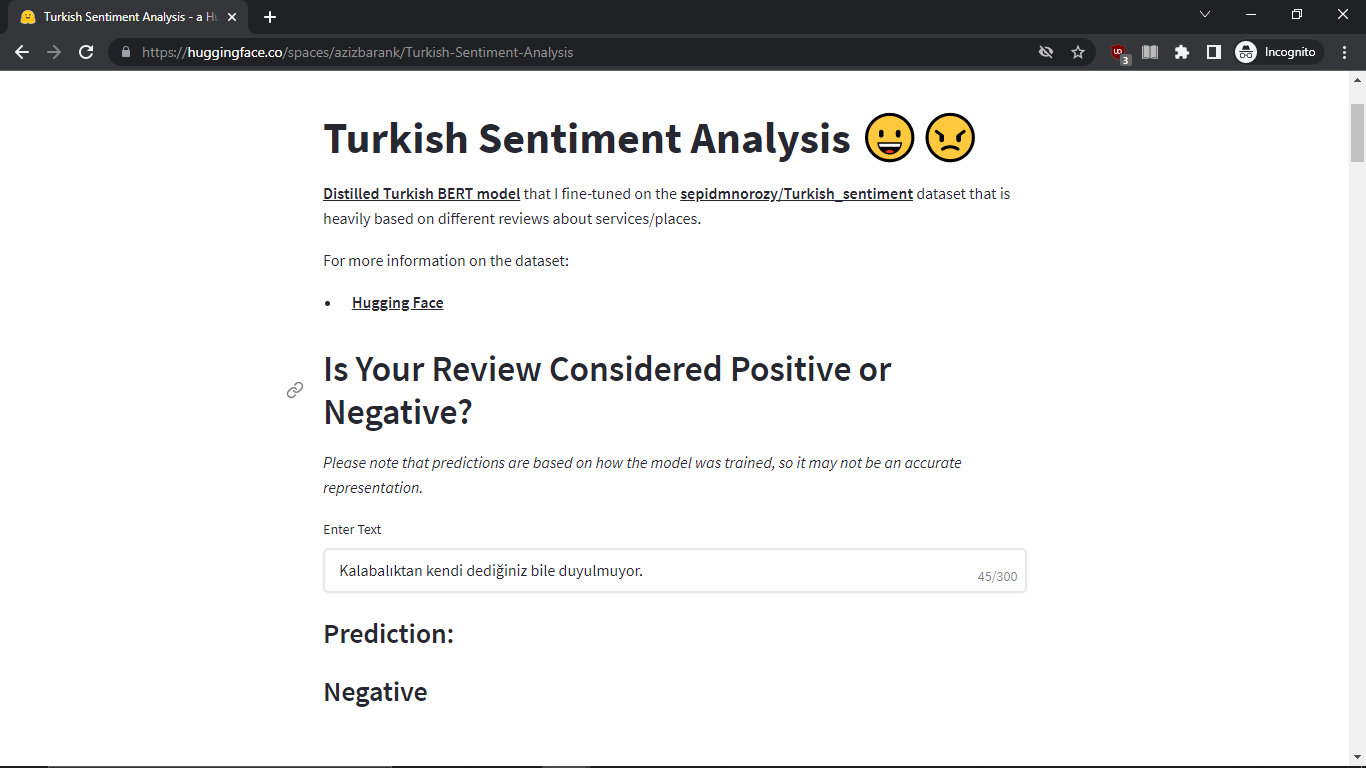 Turkish Sentiment Analysis - a Hu
https://huggingface.co/spaces/azizbarank/Turkish-Sentiment-Analysis
3
Incognito
Turkish Sentiment Analysis 😀 😠
Distilled Turkish BERT model that I fine-tuned on the sepidmnorozy/Turkish_sentiment dataset that is
heavily based on different reviews about services/places.
For more information on the dataset:
• Hugging Face
Is Your Review Considered Positive or
Negative?
Please note that predictions are based on how the model was trained, so it may not be an accurate
representation.
Enter Text
Kalabalıktan kendi dediğiniz bile duyulmuyor.
45/300
Prediction:
Negative